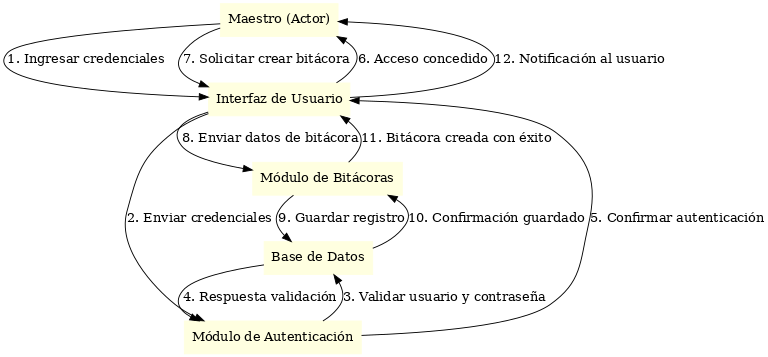 Maestro (Actor)
1. Ingresar credenciales
7. Solicitar crear bitácora
6. Acceso concedido
12. Notificación al usuario
Interfaz de Usuario
8. Enviar datos de bitácora
11. Bitácora creada con éxito
Módulo de Bitácoras
2. Enviar credenciales
9. Guardar registro
10. Confirmación guardado
5. Confirmar autenticación
Base de Datos
4. Respuesta validación
3. Validar usuario y contraseña
Módulo de Autenticación